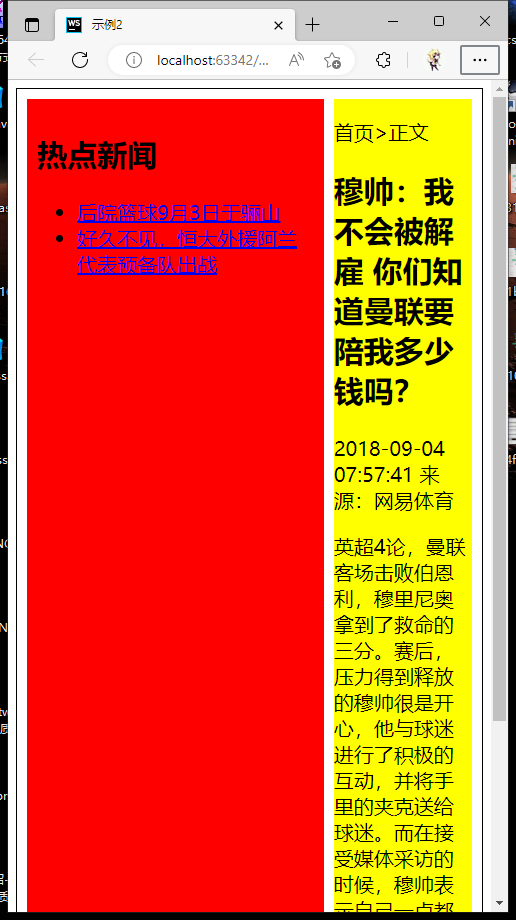 示例2
localhost:63342/...
热点新闻
后院篮球9月3日于骊山
好久不见，恒大外援阿兰
代表预备队出战
首页>正文
穆帅：我
不会被解
雇 你们知
道曼联要
陪我多少
钱吗？
2018-09-04
07:57:41 来
源：网易体育
英超4论，曼联
客场击败伯恩
利，穆里尼奥
拿到了救命的
三分。赛后，
压力得到释放
的穆帅很是开
心，他与球迷
进行了积极的
互动，并将手
里的夹克送给
球迷。而在接
受媒体采访的
时候，穆帅表
示自己一点都